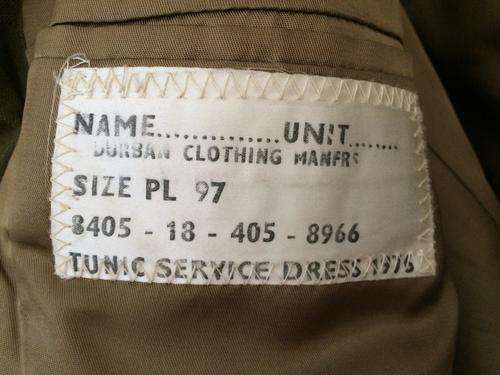 NAME..............UNIT........
DURBAN CLOTHING MANFRS
SIZE PL 97
8405 - 18 - 405 - 8966
TUNIC SERVICE DRESS 1976